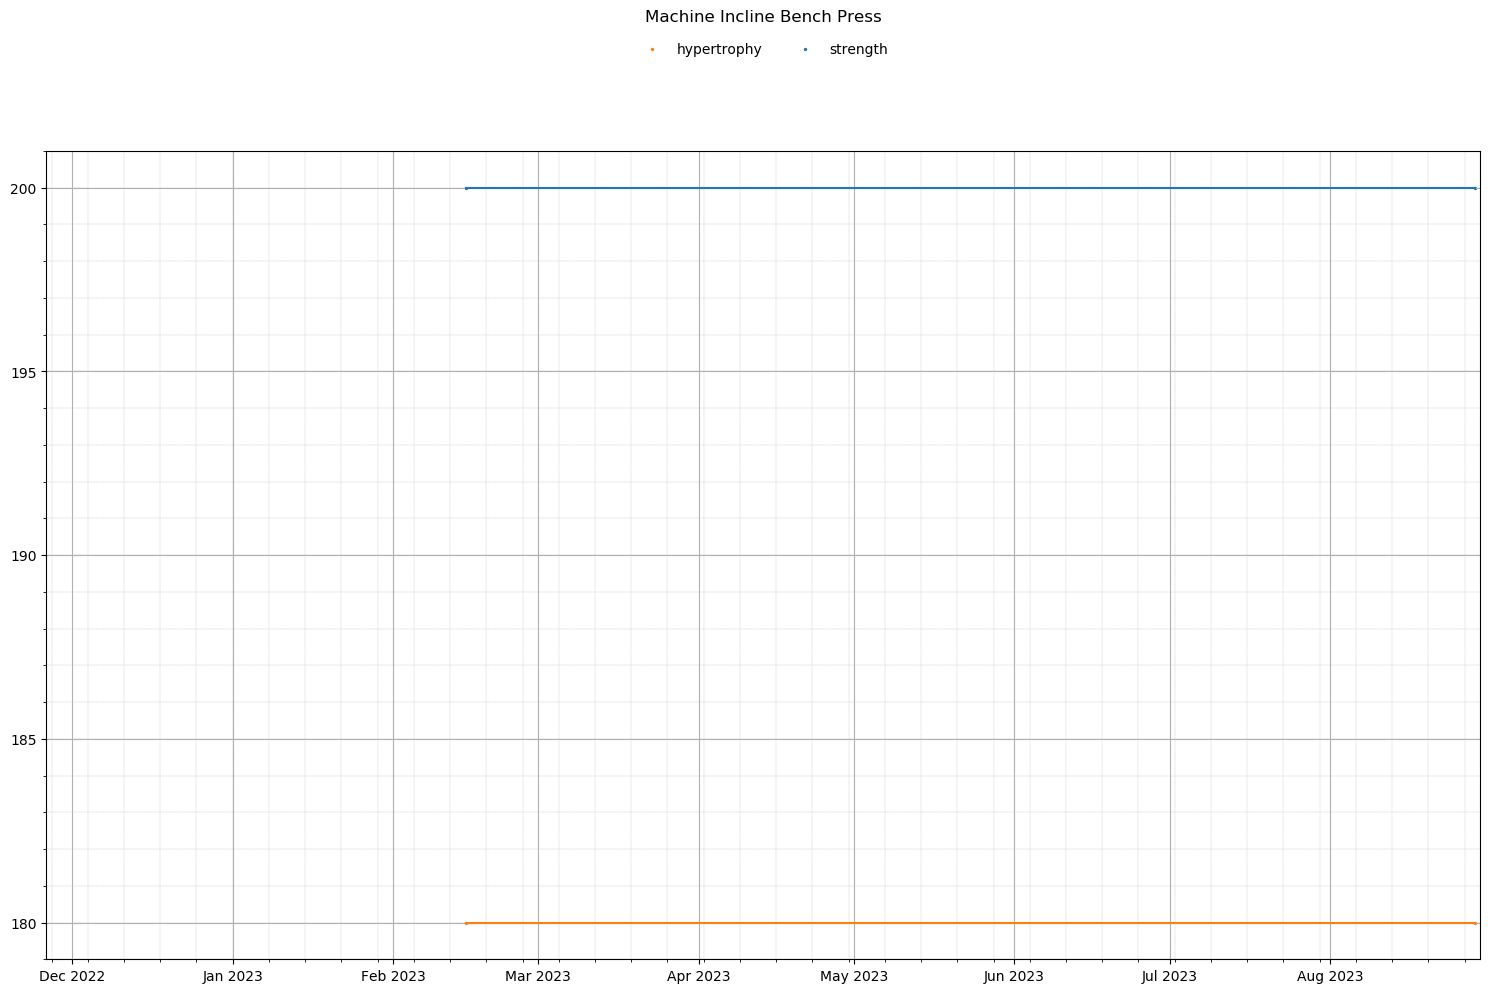 Machine Incline Bench Press
hypertrophy strength
200
195
190
185
180
Dec 2022 Jan 2023 Feb 2023 Mar 2023 Apr 2023 May 2023 Jun 2023 Jul 2023 Aug 2023